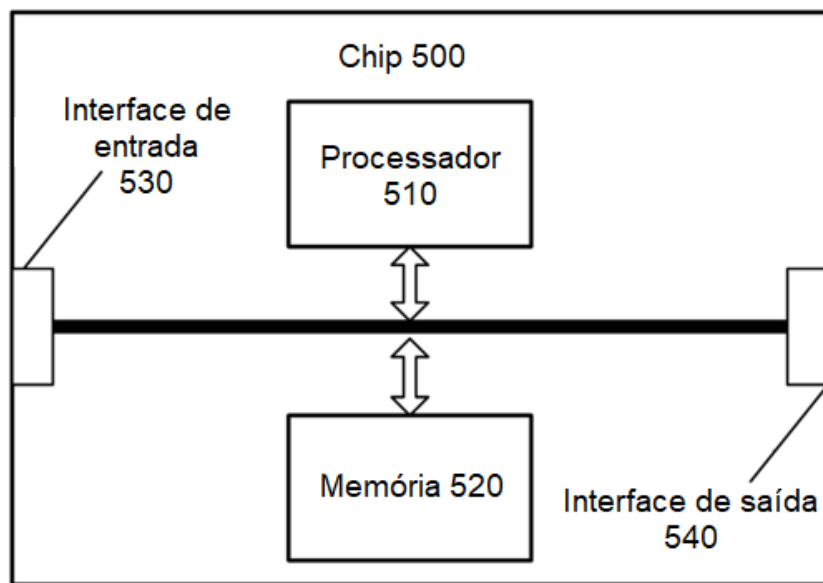 Chip 500
Interface de
entrada
530
Processador
510
Memória 520
Interface de saída
540